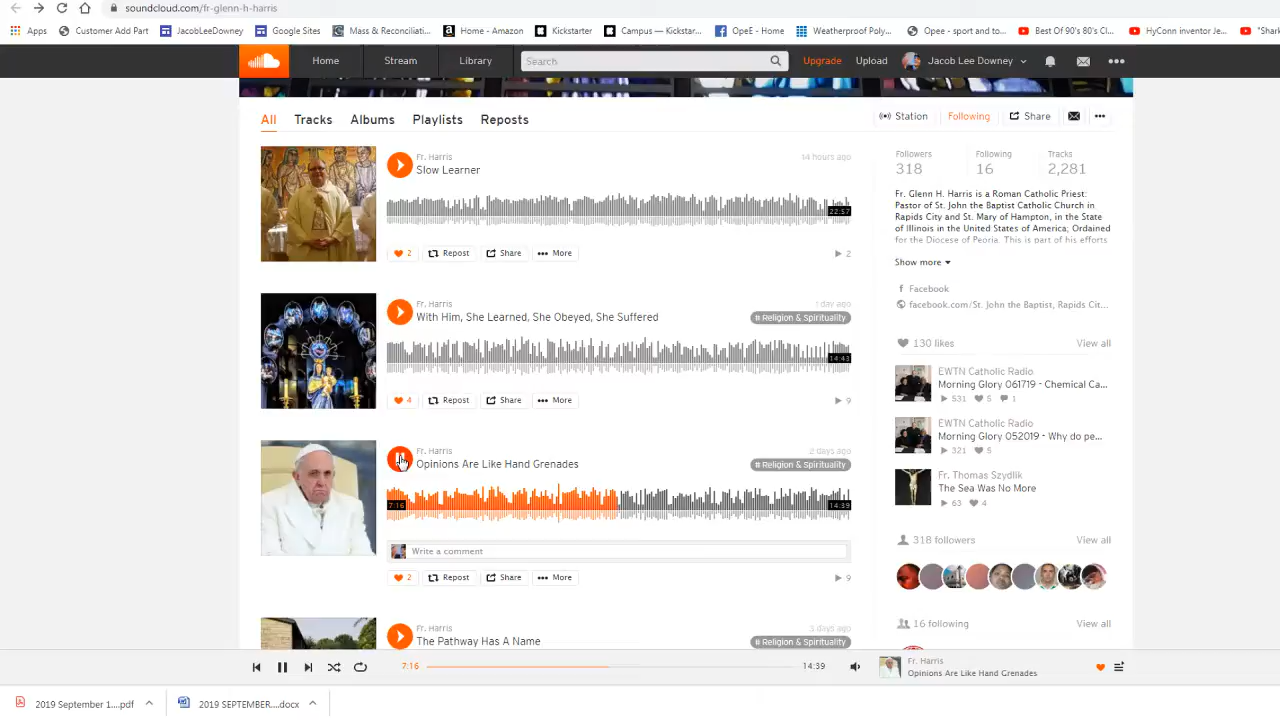 soundcloud.com/fr-glenn-h-harris
Apps Customer Add Part JacobLeeDowney Google Sites Mass & Reconciliati... Home - Amazon Kickstarter Campus — Kickstar... OpeE - Home Weatherproof Poly... Opee - sport and to... Best Of 90's 80's Cl... HyConn inventor Je... "Shark
Home Stream Library Search Upgrade Upload Jacob Lee Downey
All Tracks Albums Playlists Reposts Station Following Share
Fr. Harris 14 hours ago
Slow Learner
22:57
2 Repost Share More 2
Fr. Harris 1 day ago
With Him, She Learned, She Obeyed, She Suffered # Religion & Spirituality
14:43
4 Repost Share More 9
Fr. Harris 2 days ago
Opinions Are Like Hand Grenades # Religion & Spirituality
7:16 14:39
Write a comment
2 Repost Share More 9
3 days ago
The Pathway Has A Name # Religion & Spirituality
Followers Following Tracks
318 16 2,281
Fr. Glenn H. Harris is a Roman Catholic Priest:
Pastor of St. John the Baptist Catholic Church in
Rapids City and St. Mary of Hampton, in the State
of Illinois in the United States of America; Ordained
for the Diocese of Peoria. This is part of his efforts
Show more
Facebook
facebook.com/St. John the Baptist, Rapids Cit...
130 likes View all
EWTN Catholic Radio
Morning Glory 061719 - Chemical Ca...
531 5 1
EWTN Catholic Radio
Morning Glory 052019 - Why do pe...
321 5
Fr. Thomas Szydlik
The Sea Was No More
63 4
318 followers View all
16 following View all
7:16 14:39 Fr. Harris
Opinions Are Like Hand Grenades
2019 September 1....pdf 2019 SEPTEMBER....docx